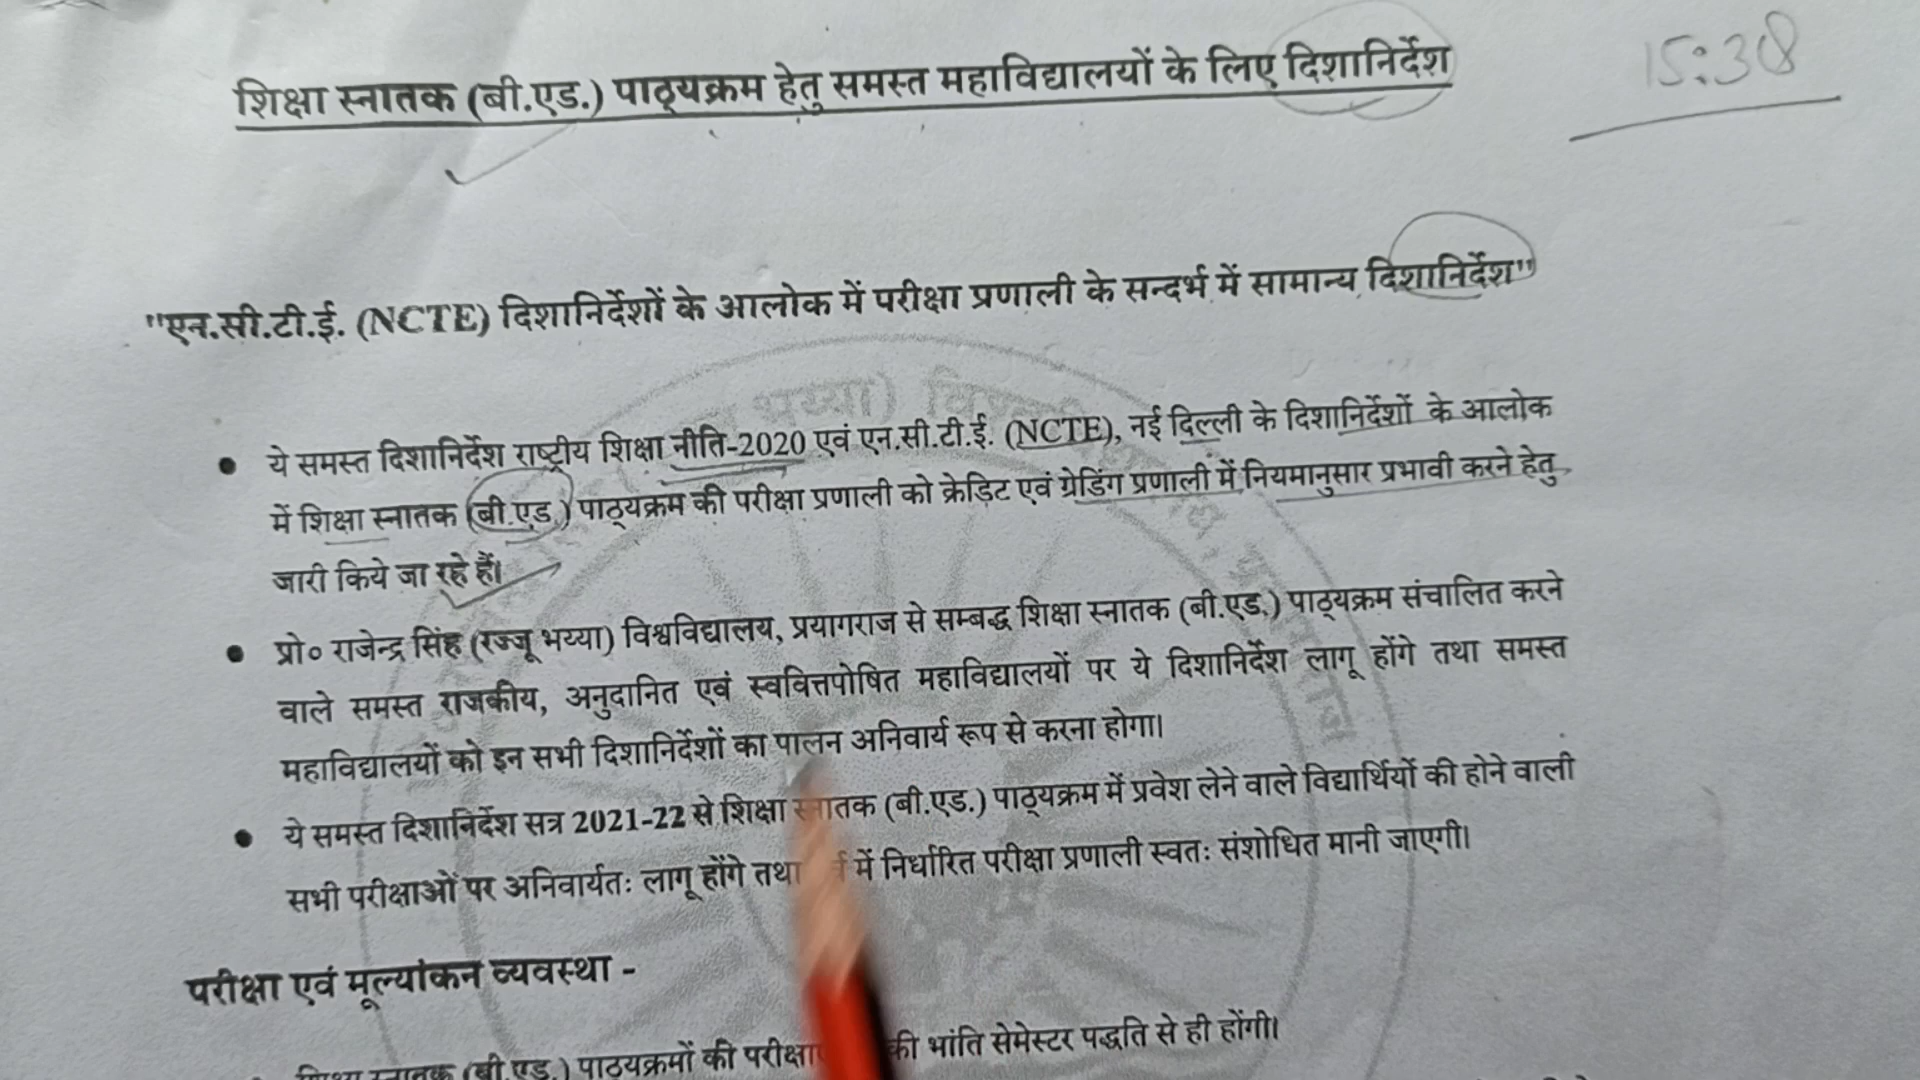 15:38
शिक्षा स्नातक (बी.एड.) पाठ्यक्रम हेतु समस्त महाविद्यालयों के लिए दिशानिर्देश
"एन.सी.टी.ई. (NCTE) दिशानिर्देशों के आलोक में परीक्षा प्रणाली के सन्दर्भ में सामान्य दिशानिर्देश"
• ये समस्त दिशानिर्देश राष्ट्रीय शिक्षा नीति-2020 एवं एन.सी.टी.ई. (NCTE), नई दिल्ली के दिशानिर्देशों के आलोक
में शिक्षा स्नातक (बी.एड.) पाठ्यक्रम की परीक्षा प्रणाली को क्रेडिट एवं ग्रेडिंग प्रणाली में नियमानुसार प्रभावी करने हेतु
जारी किये जा रहे हैं।
• प्रो० राजेन्द्र सिंह (रज्जू भय्या) विश्वविद्यालय, प्रयागराज से सम्बद्ध शिक्षा स्नातक (बी.एड.) पाठ्यक्रम संचालित करने
वाले समस्त राजकीय, अनुदानित एवं स्ववित्तपोषित महाविद्यालयों पर ये दिशानिर्देश लागू होंगे तथा समस्त
महाविद्यालयों को इन सभी दिशानिर्देशों का पालन अनिवार्य रूप से करना होगा।
• ये समस्त दिशानिर्देश सत्र 2021-22 से शिक्षा स्नातक (बी.एड.) पाठ्यक्रम में प्रवेश लेने वाले विद्यार्थियों की होने वाली
सभी परीक्षाओं पर अनिवार्यतः लागू होंगे तथा में निर्धारित परीक्षा प्रणाली स्वतः संशोधित मानी जाएगी।
परीक्षा एवं मूल्यांकन व्यवस्था -
शिक्षा स्नातक (बी.एड.) पाठ्यक्रमों की की भांति सेमेस्टर पद्धति से ही होंगी।